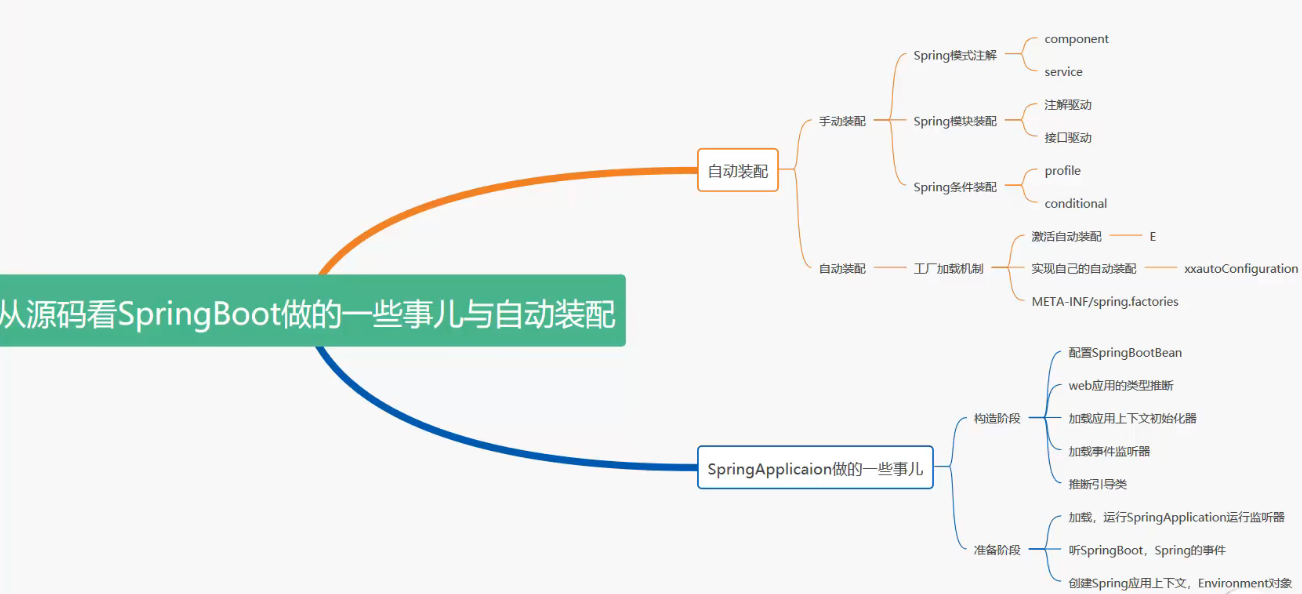 从源码看SpringBoot做的一些事儿与自动装配
自动装配
手动装配
Spring模式注解
component
service
Spring模块装配
注解驱动
接口驱动
Spring条件装配
profile
conditional
自动装配
工厂加载机制
激活自动装配
E
实现自己的自动装配
xxautoConfiguration
META-INF/spring.factories
SpringApplicaion做的一些事儿
构造阶段
配置SpringBootBean
web应用的类型推断
加载应用上下文初始化器
加载事件监听器
推断引导类
准备阶段
加载，运行SpringApplication运行监听器
听SpringBoot，Spring的事件
创建Spring应用上下文，Environment对象